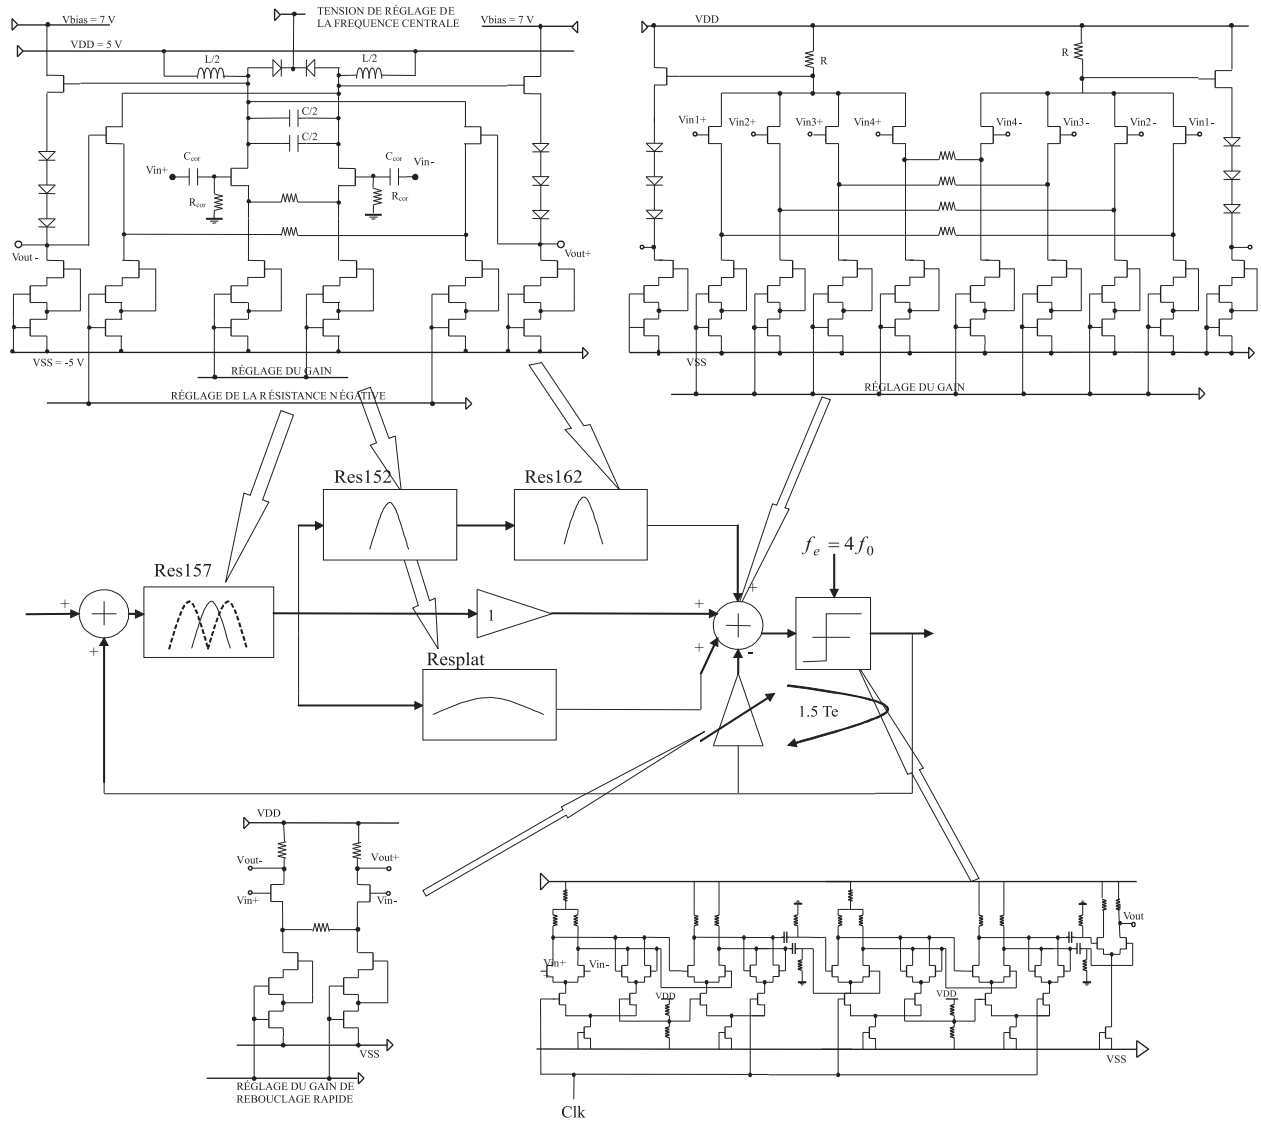 Vbias = 7 V
TENSION DE RÉGLAGE DE
LA FREQUENCE CENTRALE
Vbias = 7 V
VDD = 5 V
L/2
L/2
C/2
C/2
Ccor
Ccor
Vin+
Vin-
Rcor
Rcor
Vout -
Vout+
VSS = -5 V
RÉGLAGE DU GAIN
RÉGLAGE DE LA RÉSISTANCE NÉGATIVE
VDD
R
R
Vin1+
Vin2+
Vin3+
Vin4+
Vin4-
Vin3-
Vin2-
Vin1-
VSS
RÉGLAGE DU GAIN
Res152
Res162
Res157
Resplat
1
+
+
+
+
+
-
+
+
fe = 4f0
1.5 Te
VDD
Vout-
Vout+
Vin+
Vin-
VSS
RÉGLAGE DU GAIN DE
REBOUCLAGE RAPIDE
Vin+
Vin-
VDD
VDD
Vout
VSS
Clk